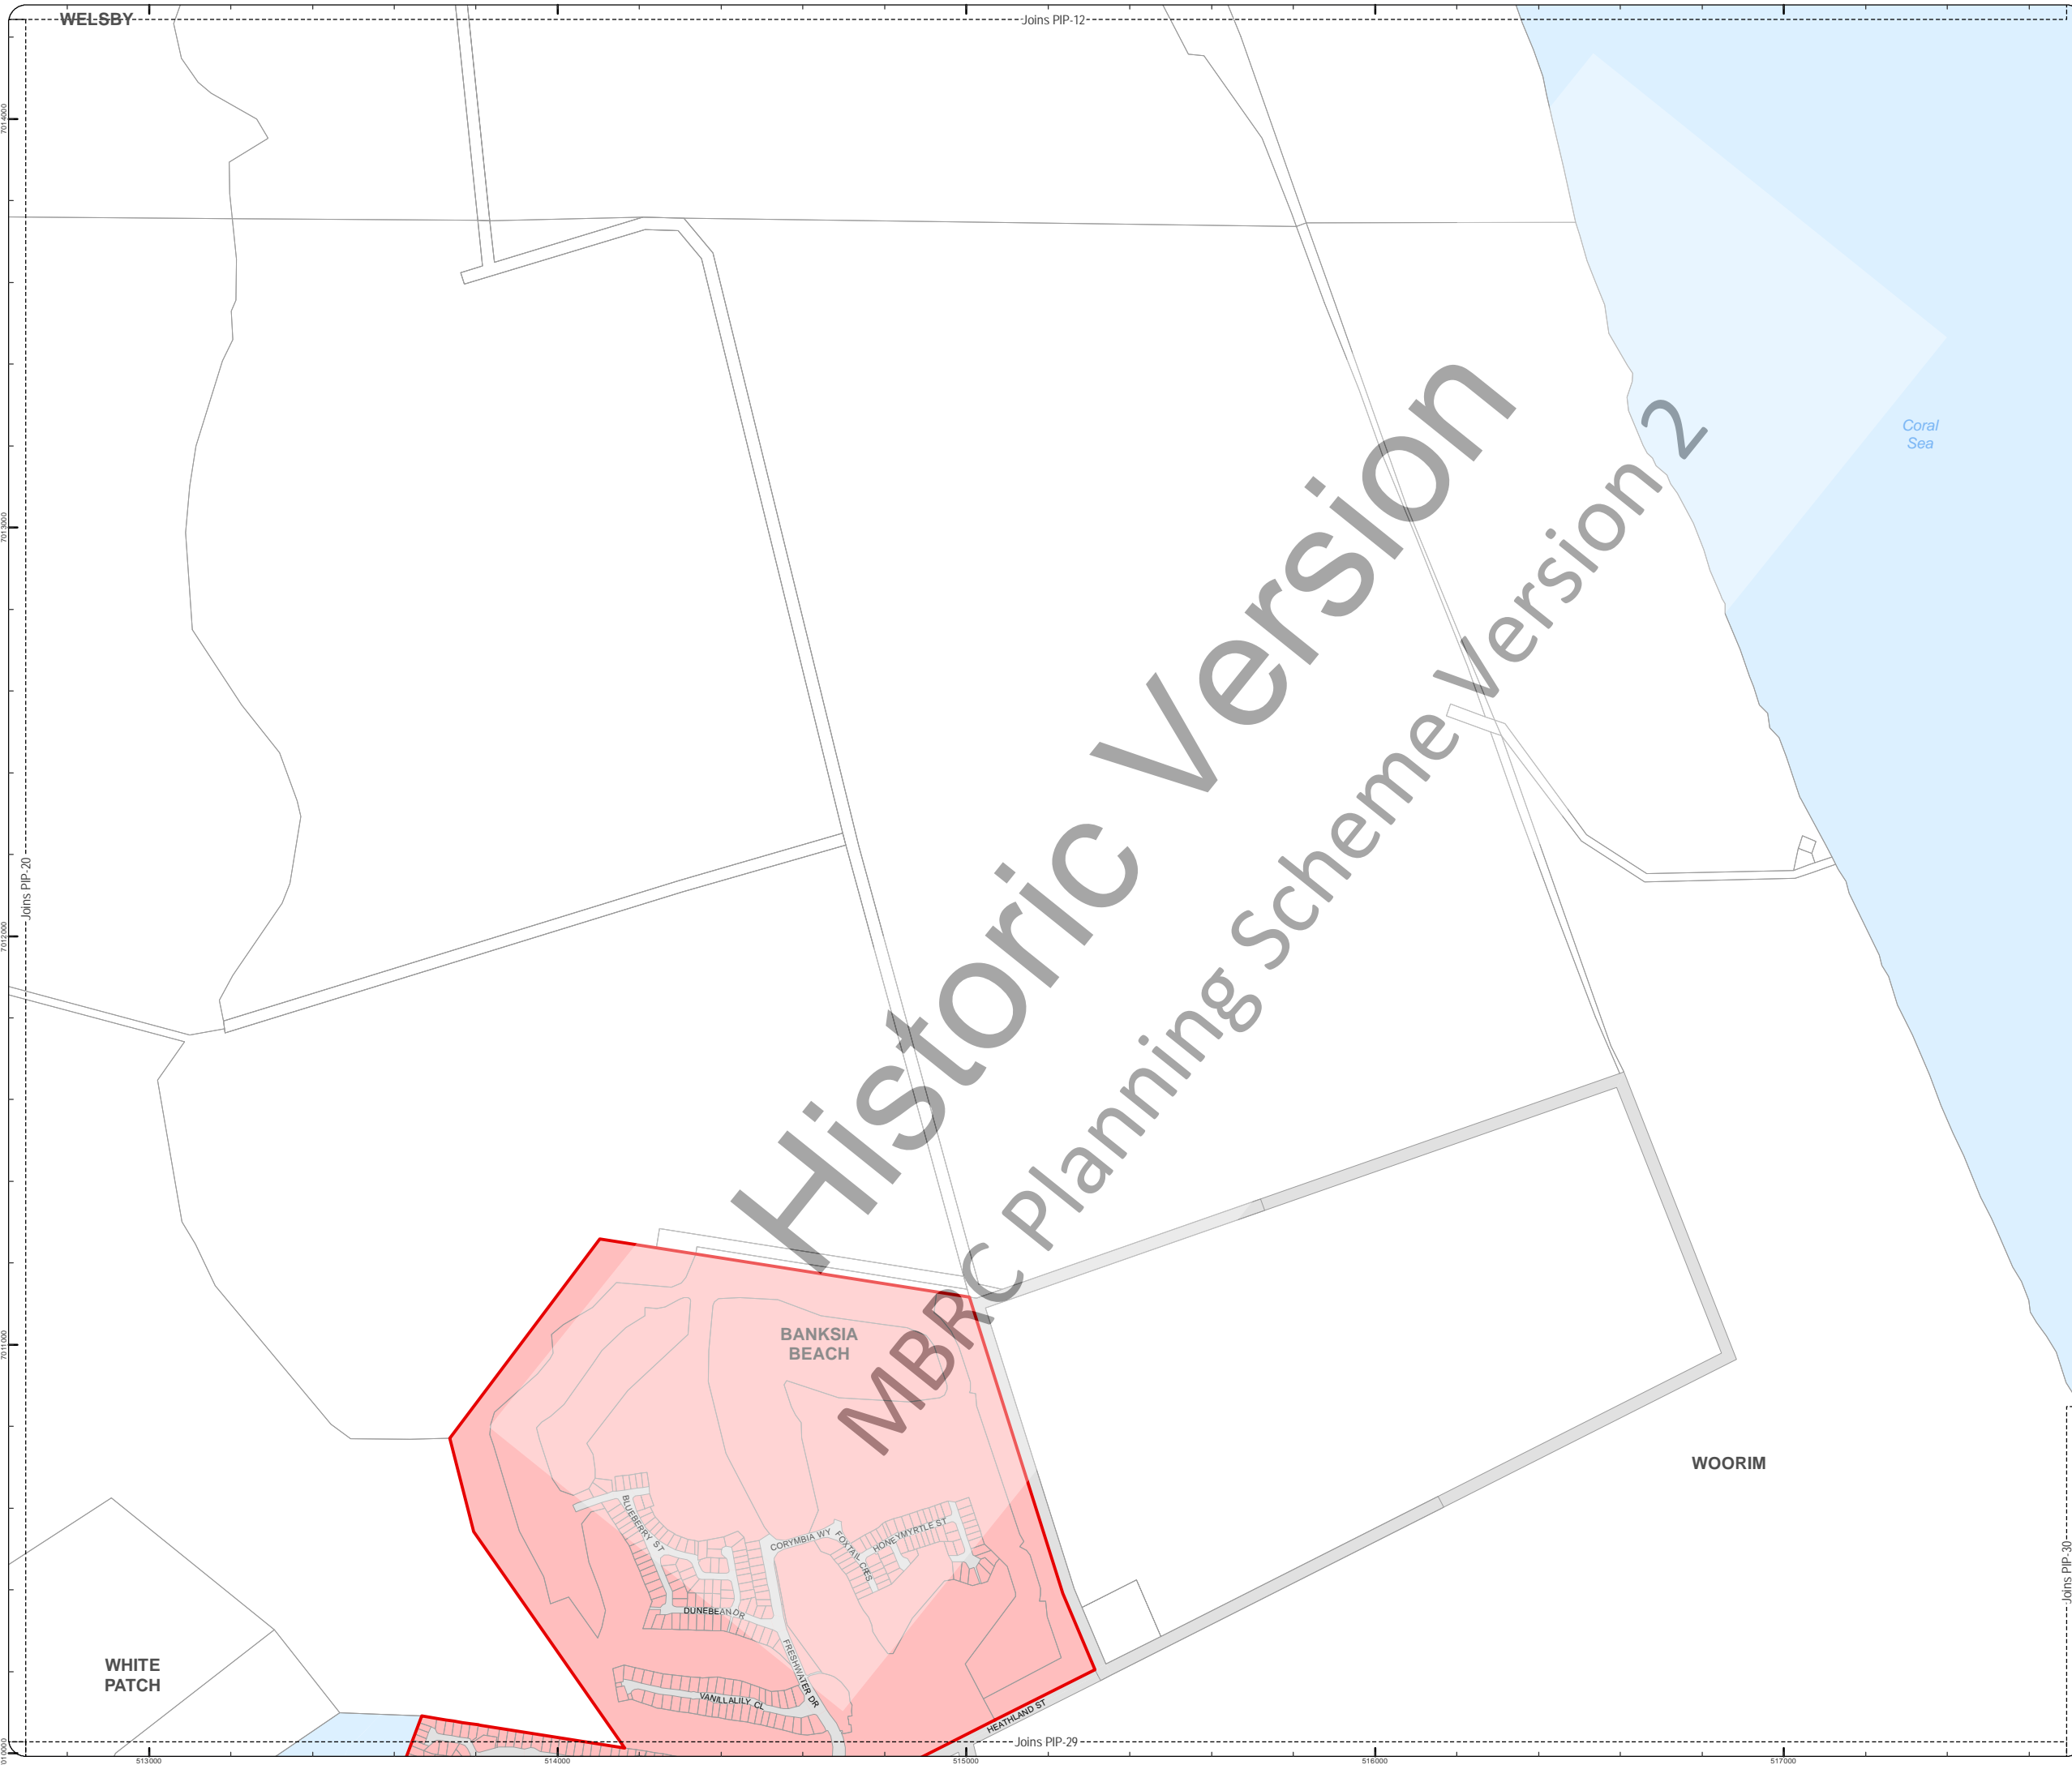 WELSBY
Joins PIP-12
7014000
Coral
Sea
7013000
Historic Version
MBRC Planning Scheme Version 2
Joins PIP-20
7012000
7011000
BANKSIA
BEACH
WOORIM
BLUEBERRY ST
CORYMBIA WY
FOXTAIL CRES
HONEYMYRTLE ST
DUNEBEAN DR
FRESHWATER DR
VANILLALILY CL
HEATHLAND ST
WHITE
PATCH
Joins PIP-30
Joins PIP-29
010000
513000
514000
515000
516000
517000